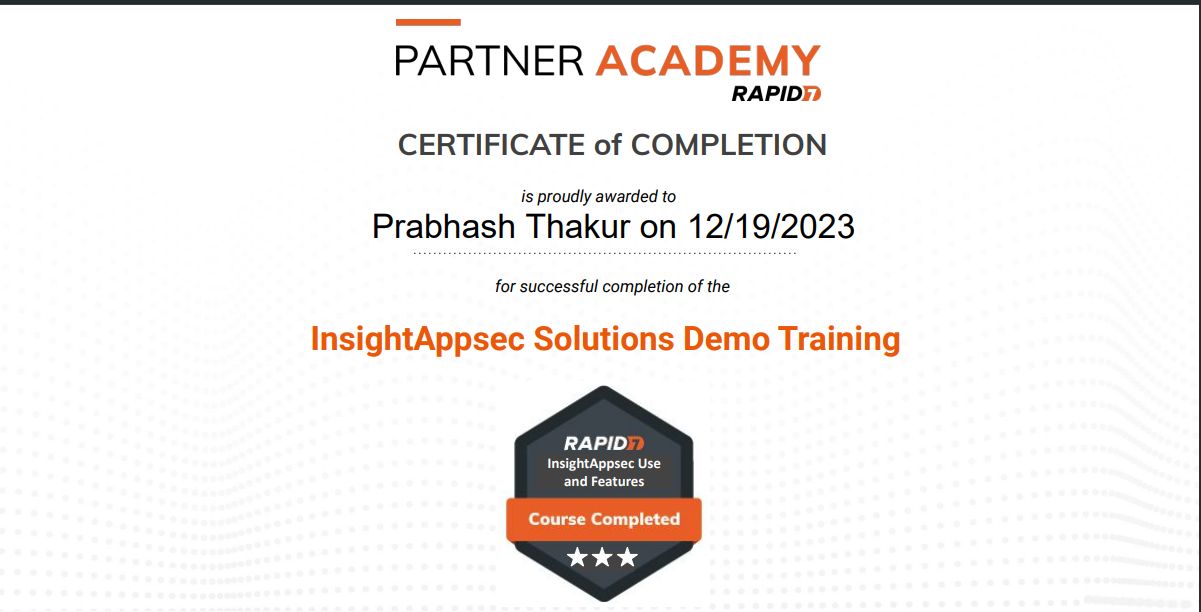 PARTNER ACADEMY
RAPID7
CERTIFICATE of COMPLETION
is proudly awarded to
Prabhash Thakur on 12/19/2023
for successful completion of the
InsightAppsec Solutions Demo Training
RAPID7
InsightAppsec Use
and Features
Course Completed